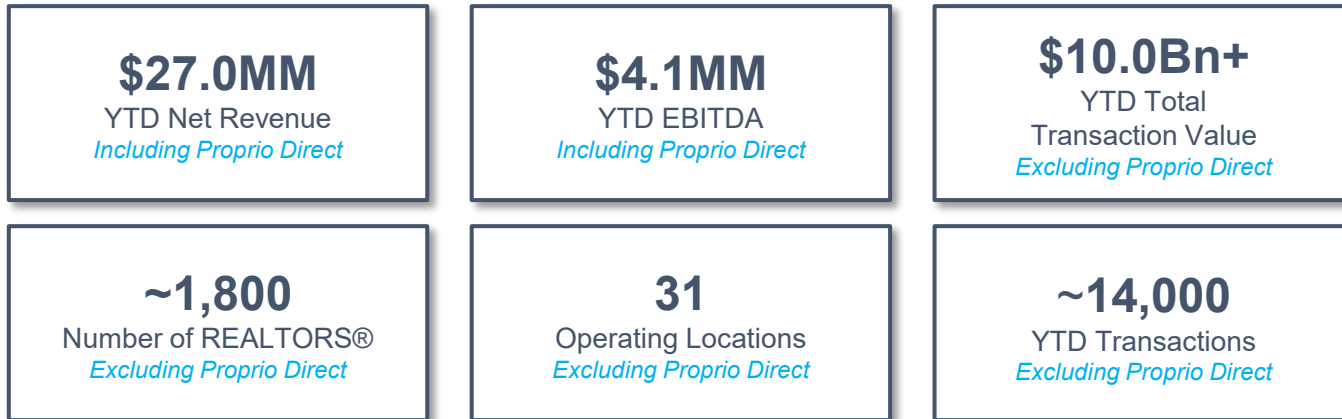 $27.0MM
YTD Net Revenue
Including Proprio Direct
$4.1MM
YTD EBITDA
Including Proprio Direct
$10.0Bn+
YTD Total
Transaction Value
Excluding Proprio Direct
~1,800
Number of REALTORS®
Excluding Proprio Direct
31
Operating Locations
Excluding Proprio Direct
~14,000
YTD Transactions
Excluding Proprio Direct